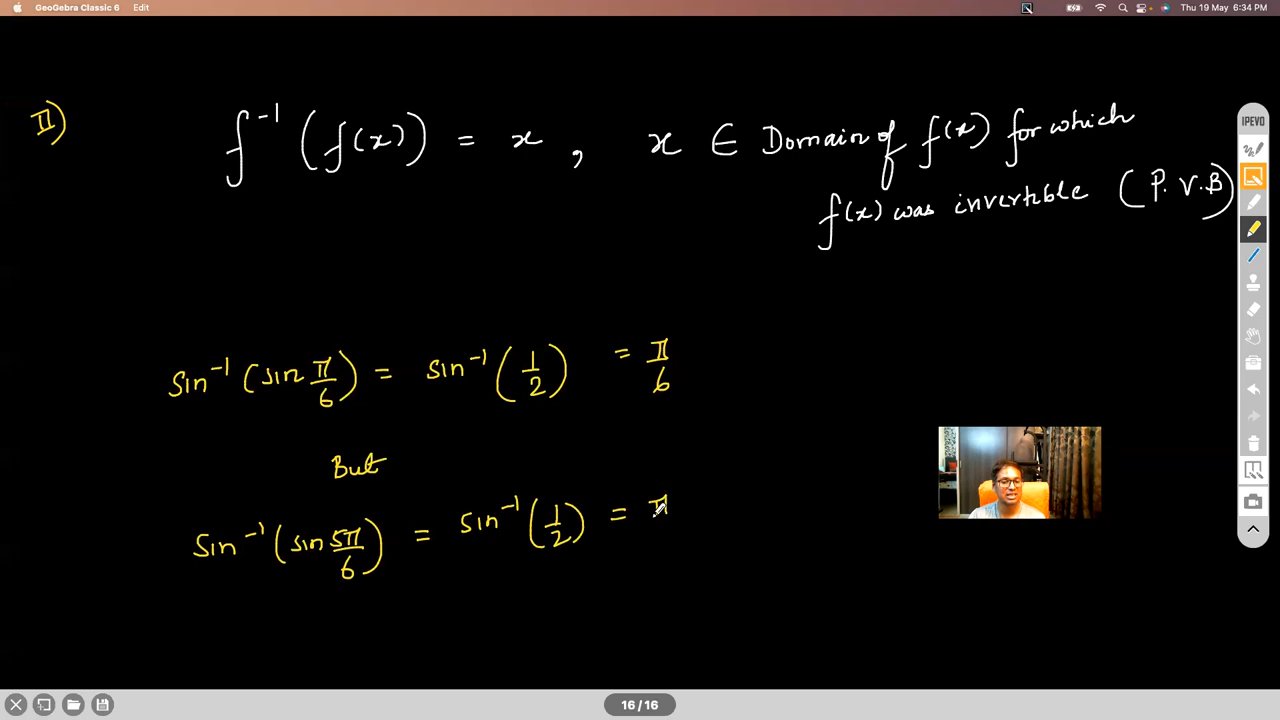 GeoGebra Classic 6 Edit Thu 19 May 6:34 PM
IPEVO
II) f⁻¹(f(x)) = x , x ∈ Domain of f(x) for which
f(x) was invertible (P.V.B)
sin⁻¹(sin π/6) = sin⁻¹(1/2) = π/6
But
sin⁻¹(sin 5π/6) = sin⁻¹(1/2) = π
16 / 16